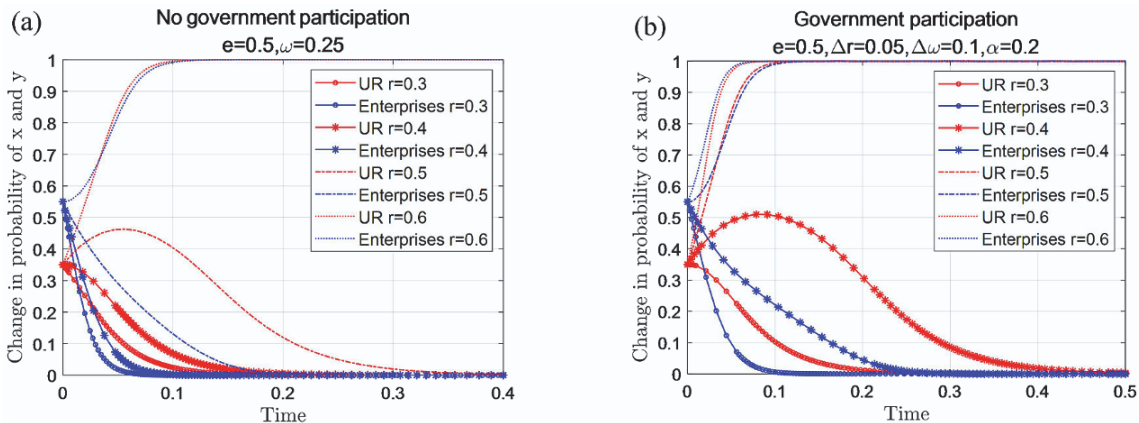 (a)
No government participation
e=0.5,ω=0.25
Change in probability of x and y
1
0.9
0.8
0.7
0.6
0.5
0.4
0.3
0.2
0.1
0
UR r=0.3
Enterprises r=0.3
UR r=0.4
Enterprises r=0.4
UR r=0.5
Enterprises r=0.5
UR r=0.6
Enterprises r=0.6
0 0.1 0.2 0.3 0.4
Time
(b)
Government participation
e=0.5,Δr=0.05,Δω=0.1,α=0.2
Change in probability of x and y
1
0.9
0.8
0.7
0.6
0.5
0.4
0.3
0.2
0.1
0
UR r=0.3
Enterprises r=0.3
UR r=0.4
Enterprises r=0.4
UR r=0.5
Enterprises r=0.5
UR r=0.6
Enterprises r=0.6
0 0.1 0.2 0.3 0.4 0.5
Time